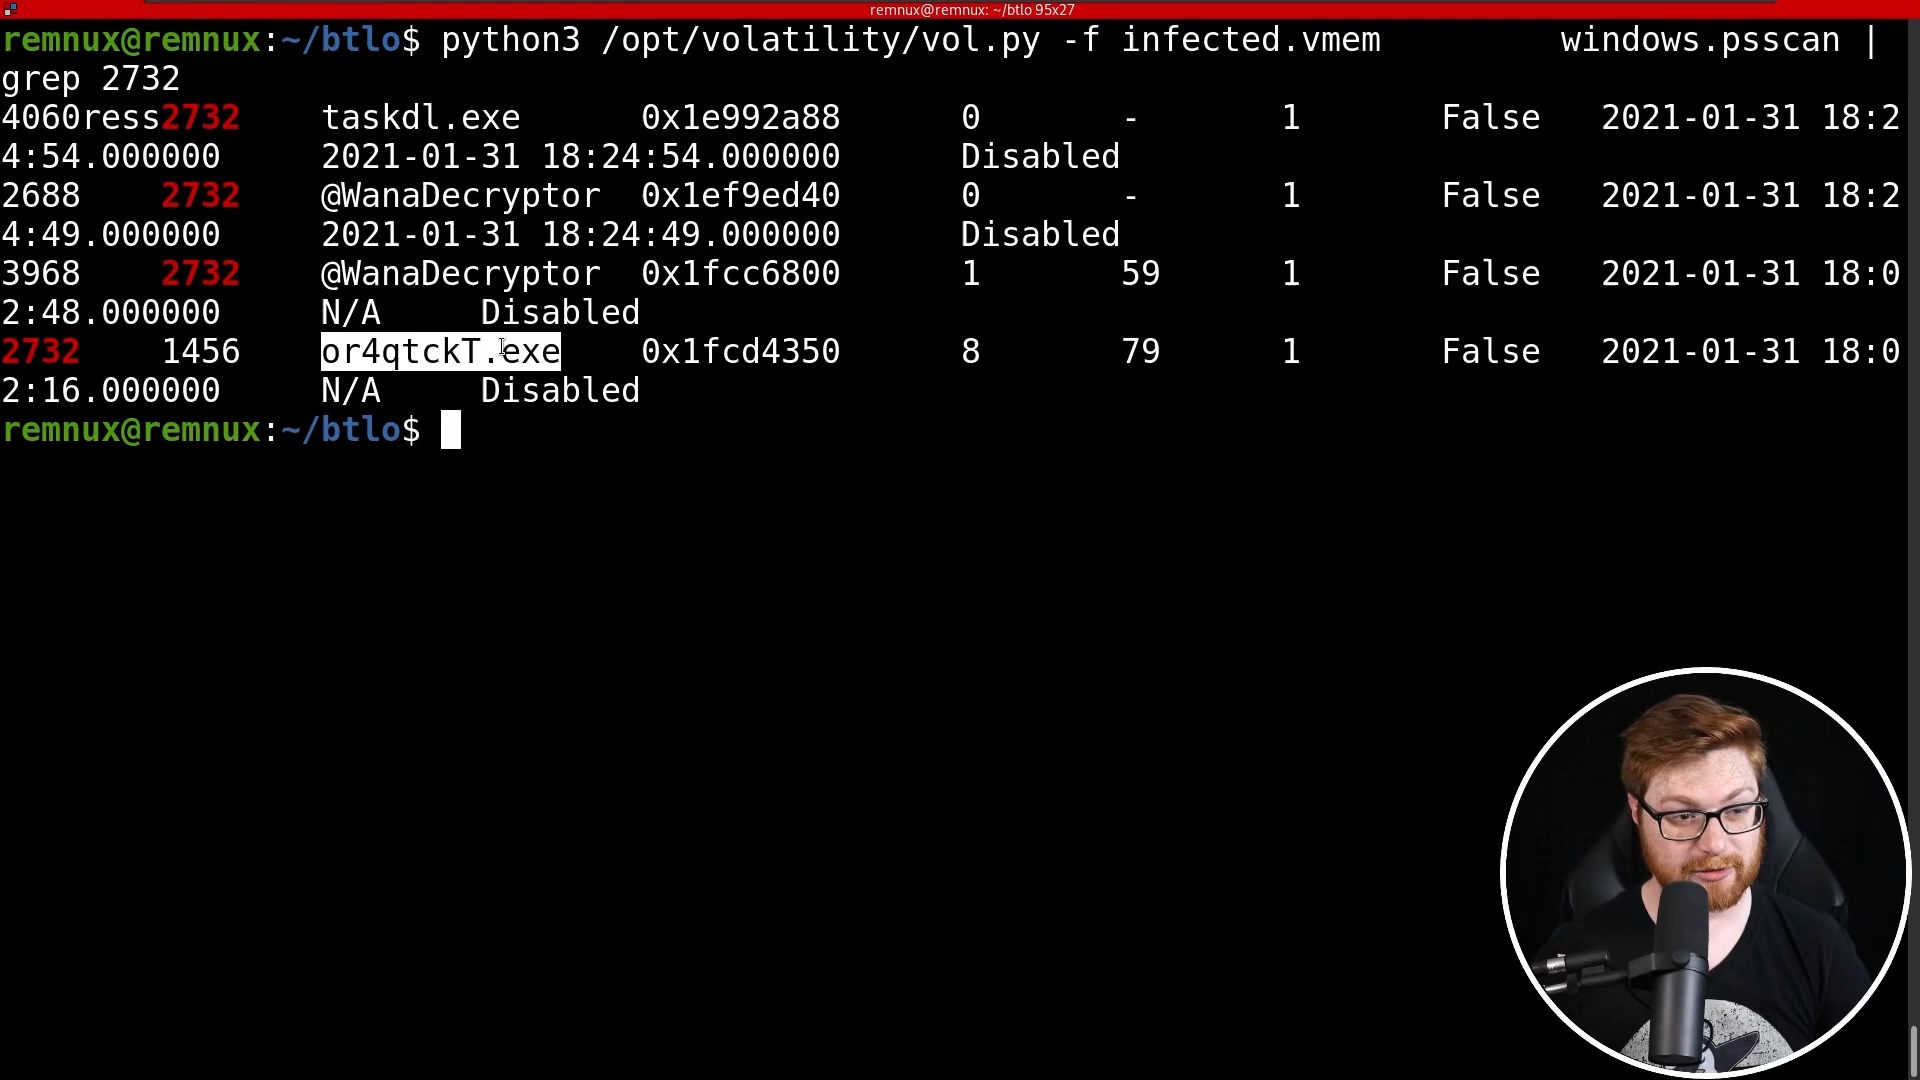 remnux@remnux: ~/btlo 95x27
remnux@remnux:~/btlo$ python3 /opt/volatility/vol.py -f infected.vmem         windows.psscan |
grep 2732
4060ress2732    taskdl.exe      0x1e992a88      0       -       1       False   2021-01-31 18:2
4:54.000000     2021-01-31 18:24:54.000000      Disabled
2688    2732    @WanaDecryptor  0x1ef9ed40      0       -       1       False   2021-01-31 18:2
4:49.000000     2021-01-31 18:24:49.000000      Disabled
3968    2732    @WanaDecryptor  0x1fcc6800      1       59      1       False   2021-01-31 18:0
2:48.000000     N/A     Disabled
2732    1456    or4qtckT.exe    0x1fcd4350      8       79      1       False   2021-01-31 18:0
2:16.000000     N/A     Disabled
remnux@remnux:~/btlo$